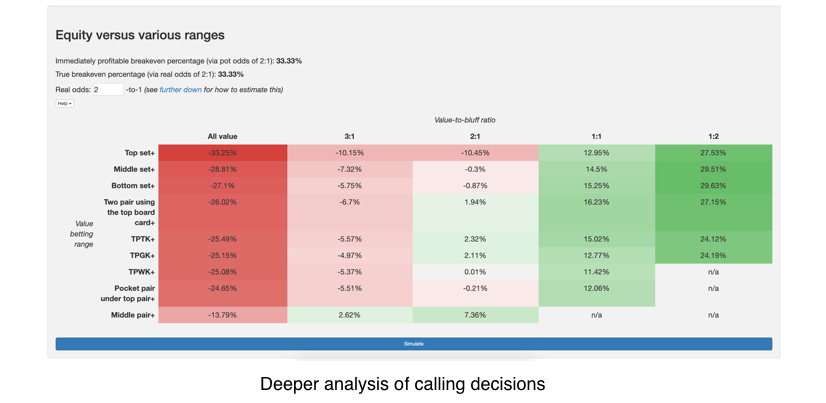 Equity versus various ranges
Immediately profitable breakeven percentage (via pot odds of 2:1): 33.33%
True breakeven percentage (via real odds of 2:1): 33.33%
Real odds: 2 -to-1 (see further down for how to estimate this)
Help
Value-to-bluff ratio
All value 3:1 2:1 1:1 1:2
Top set+ -33.25% -10.15% -10.45% 12.95% 27.53%
Middle set+ -28.81% -7.32% -0.3% 14.5% 29.51%
Bottom set+ -27.1% -5.75% -0.87% 15.25% 29.63%
Two pair using -26.02% -6.7% 1.94% 16.23% 27.15%
the top board
card+
Value
betting
range
TPTK+ -25.49% -5.57% 2.32% 15.02% 24.12%
TPGK+ -25.15% -4.97% 2.11% 12.77% 24.19%
TPWK+ -25.08% -5.37% 0.01% 11.42% n/a
Pocket pair -24.65% -5.51% -0.21% 12.06% n/a
under top pair+
Middle pair+ -13.79% 2.62% 7.36% n/a n/a
Simulate
Deeper analysis of calling decisions